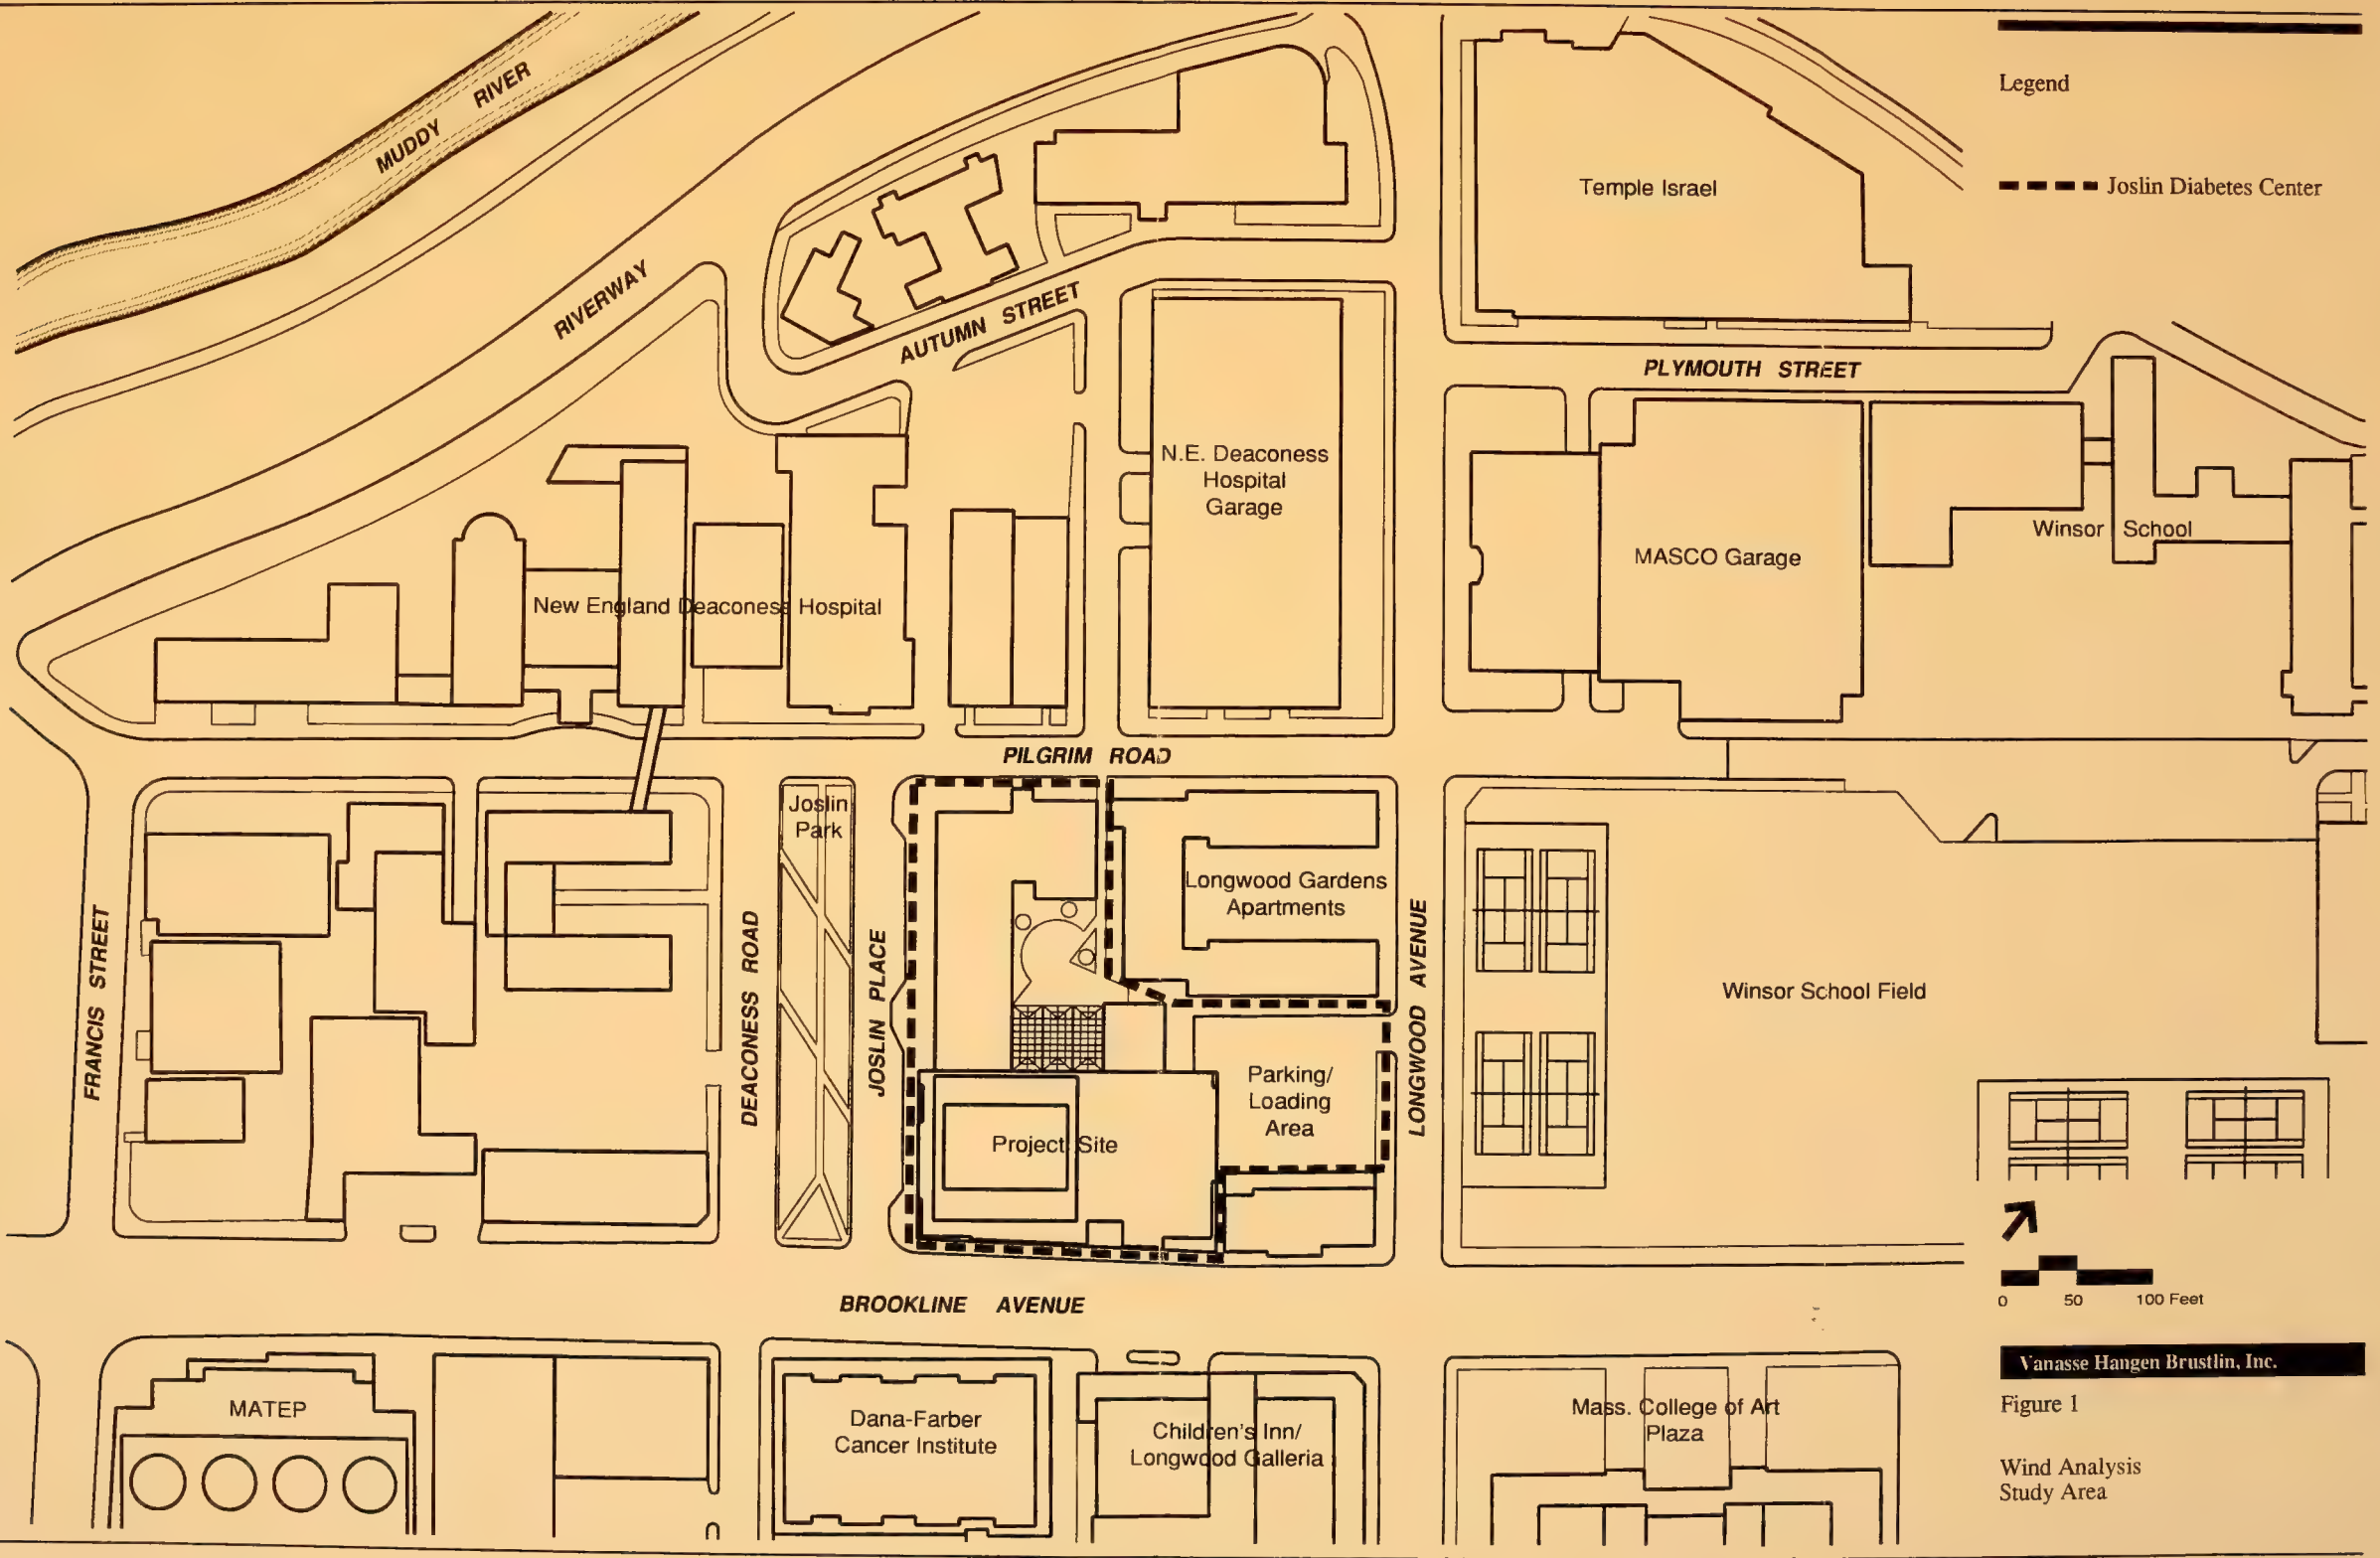 MUDDY RIVER
RIVERWAY
AUTUMN STREET
Temple Israel
Legend
Joslin Diabetes Center
PLYMOUTH STREET
N.E. Deaconess
Hospital
Garage
MASCO Garage
Winsor School
New England Deaconess Hospital
PILGRIM ROAD
Joslin
Park
Longwood Gardens
Apartments
FRANCIS STREET
DEACONESS ROAD
JOSLIN PLACE
LONGWOOD AVENUE
Winsor School Field
Parking/
Loading
Area
Project Site
BROOKLINE AVENUE
0 50 100 Feet
Vanasse Hangen Brustlin, Inc.
Figure 1
Wind Analysis
Study Area
MATEP
Dana-Farber
Cancer Institute
Children's Inn/
Longwood Galleria
Mass. College of Art
Plaza